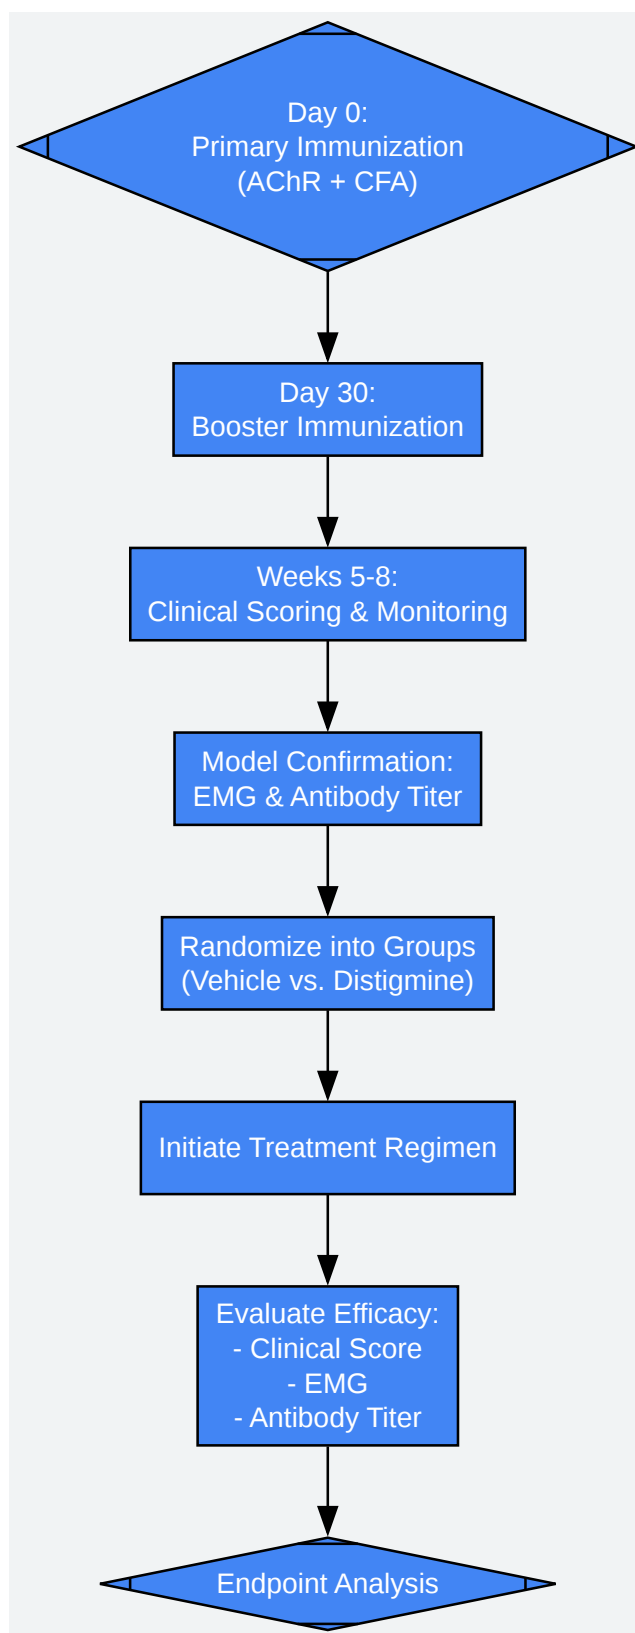 Day 0:
Primary Immunization
(AChR + CFA)
Day 30:
Booster Immunization
Weeks 5-8:
Clinical Scoring & Monitoring
Model Confirmation:
EMG & Antibody Titer
Randomize into Groups
(Vehicle vs. Distigmine)
Initiate Treatment Regimen
Evaluate Efficacy:
- Clinical Score
- EMG
- Antibody Titer
Endpoint Analysis